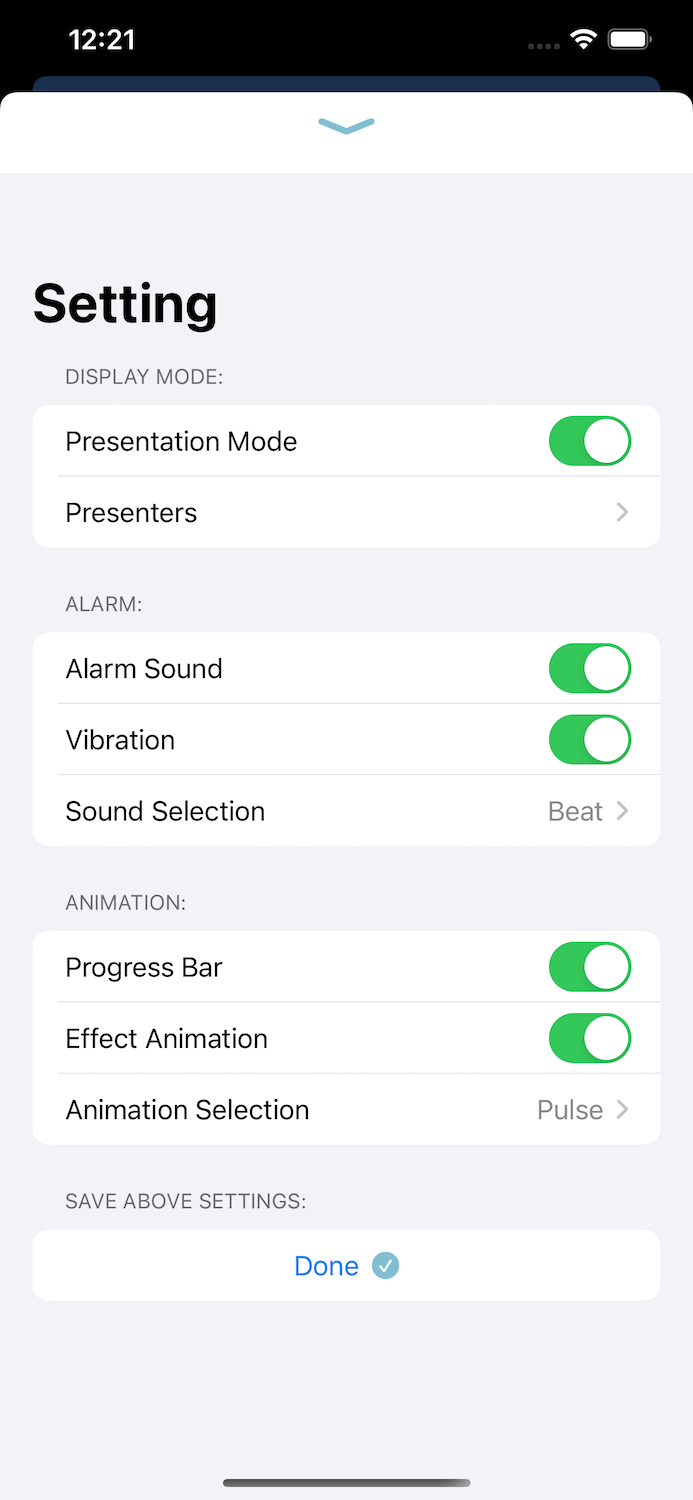 12:21
Setting
DISPLAY MODE:
Presentation Mode
Presenters
ALARM:
Alarm Sound
Vibration
Sound Selection Beat
ANIMATION:
Progress Bar
Effect Animation
Animation Selection Pulse
SAVE ABOVE SETTINGS:
Done